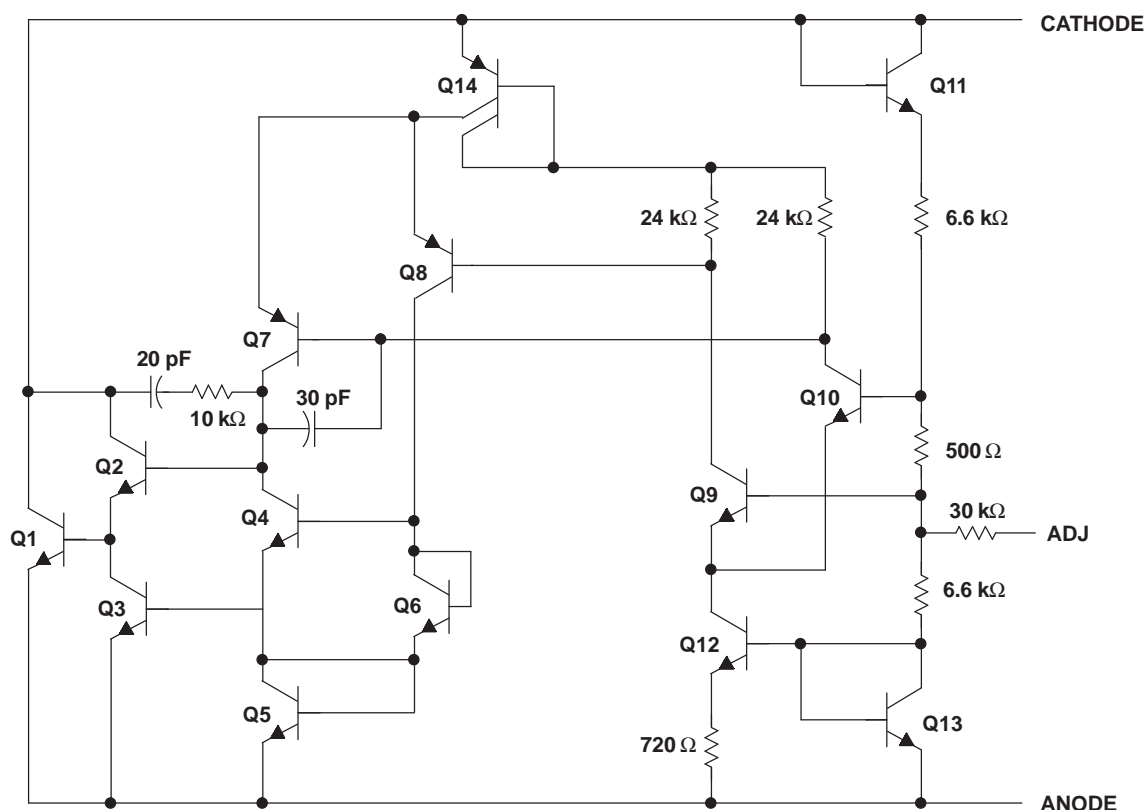 CATHODE
Q14
Q11
24 kΩ
24 kΩ
6.6 kΩ
Q8
Q7
20 pF
30 pF
10 kΩ
Q10
500 Ω
Q2
Q9
30 kΩ
Q4
Q1
ADJ
Q3
Q6
6.6 kΩ
Q12
Q5
Q13
720 Ω
ANODE